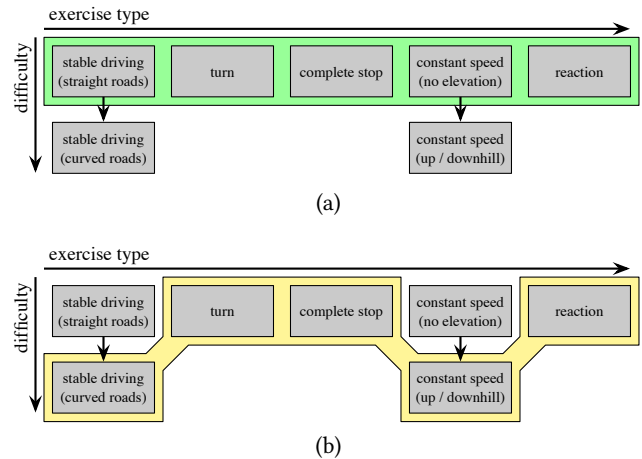 exercise type
difficulty
stable driving
(straight roads)
turn
complete stop
constant speed
(no elevation)
reaction
stable driving
(curved roads)
constant speed
(up / downhill)
(a)
exercise type
difficulty
stable driving
(straight roads)
turn
complete stop
constant speed
(no elevation)
reaction
stable driving
(curved roads)
constant speed
(up / downhill)
(b)